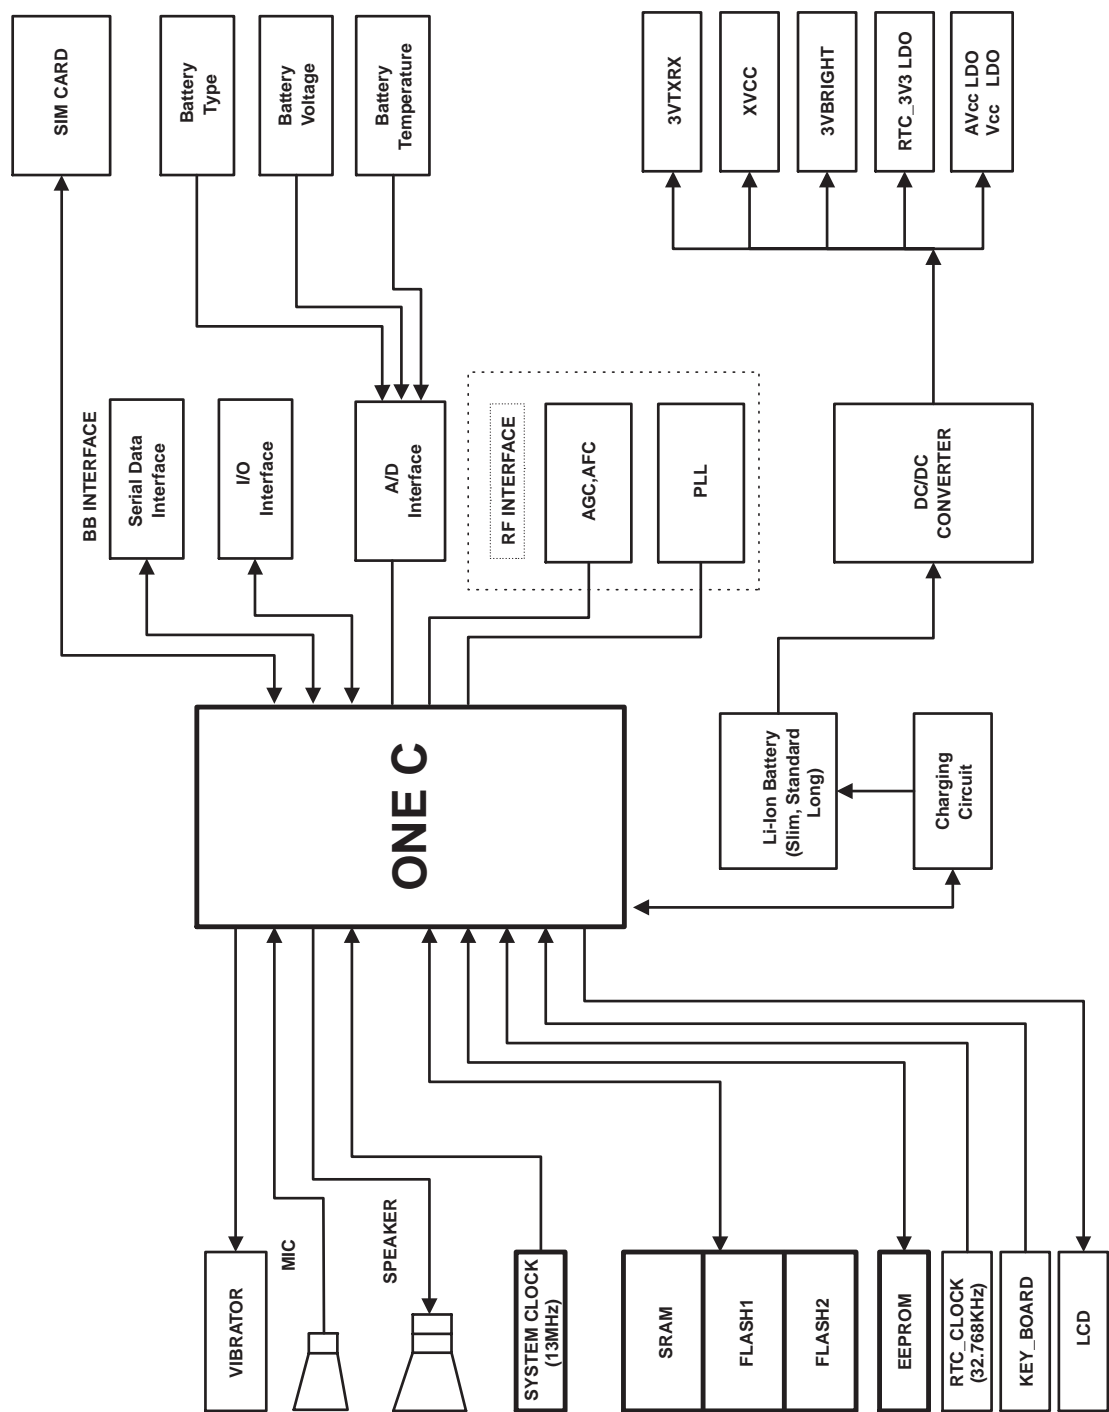 SIM CARD
Battery
Type
Battery
Voltage
Battery
Temperature
3VTXRX
XVCC
3VBRIGHT
RTC_3V3 LDO
AVcc LDO
Vcc LDO
BB INTERFACE
Serial Data
Interface
I/O
Interface
A/D
Interface
RF INTERFACE
AGC,AFC
PLL
DC/DC
CONVERTER
ONE C
Li-Ion Battery
(Slim, Standard
Long)
Charging
Circuit
VIBRATOR
MIC
SPEAKER
SYSTEM CLOCK
(13MHz)
SRAM
FLASH1
FLASH2
EEPROM
RTC_CLOCK
(32.768KHz)
KEY_BOARD
LCD